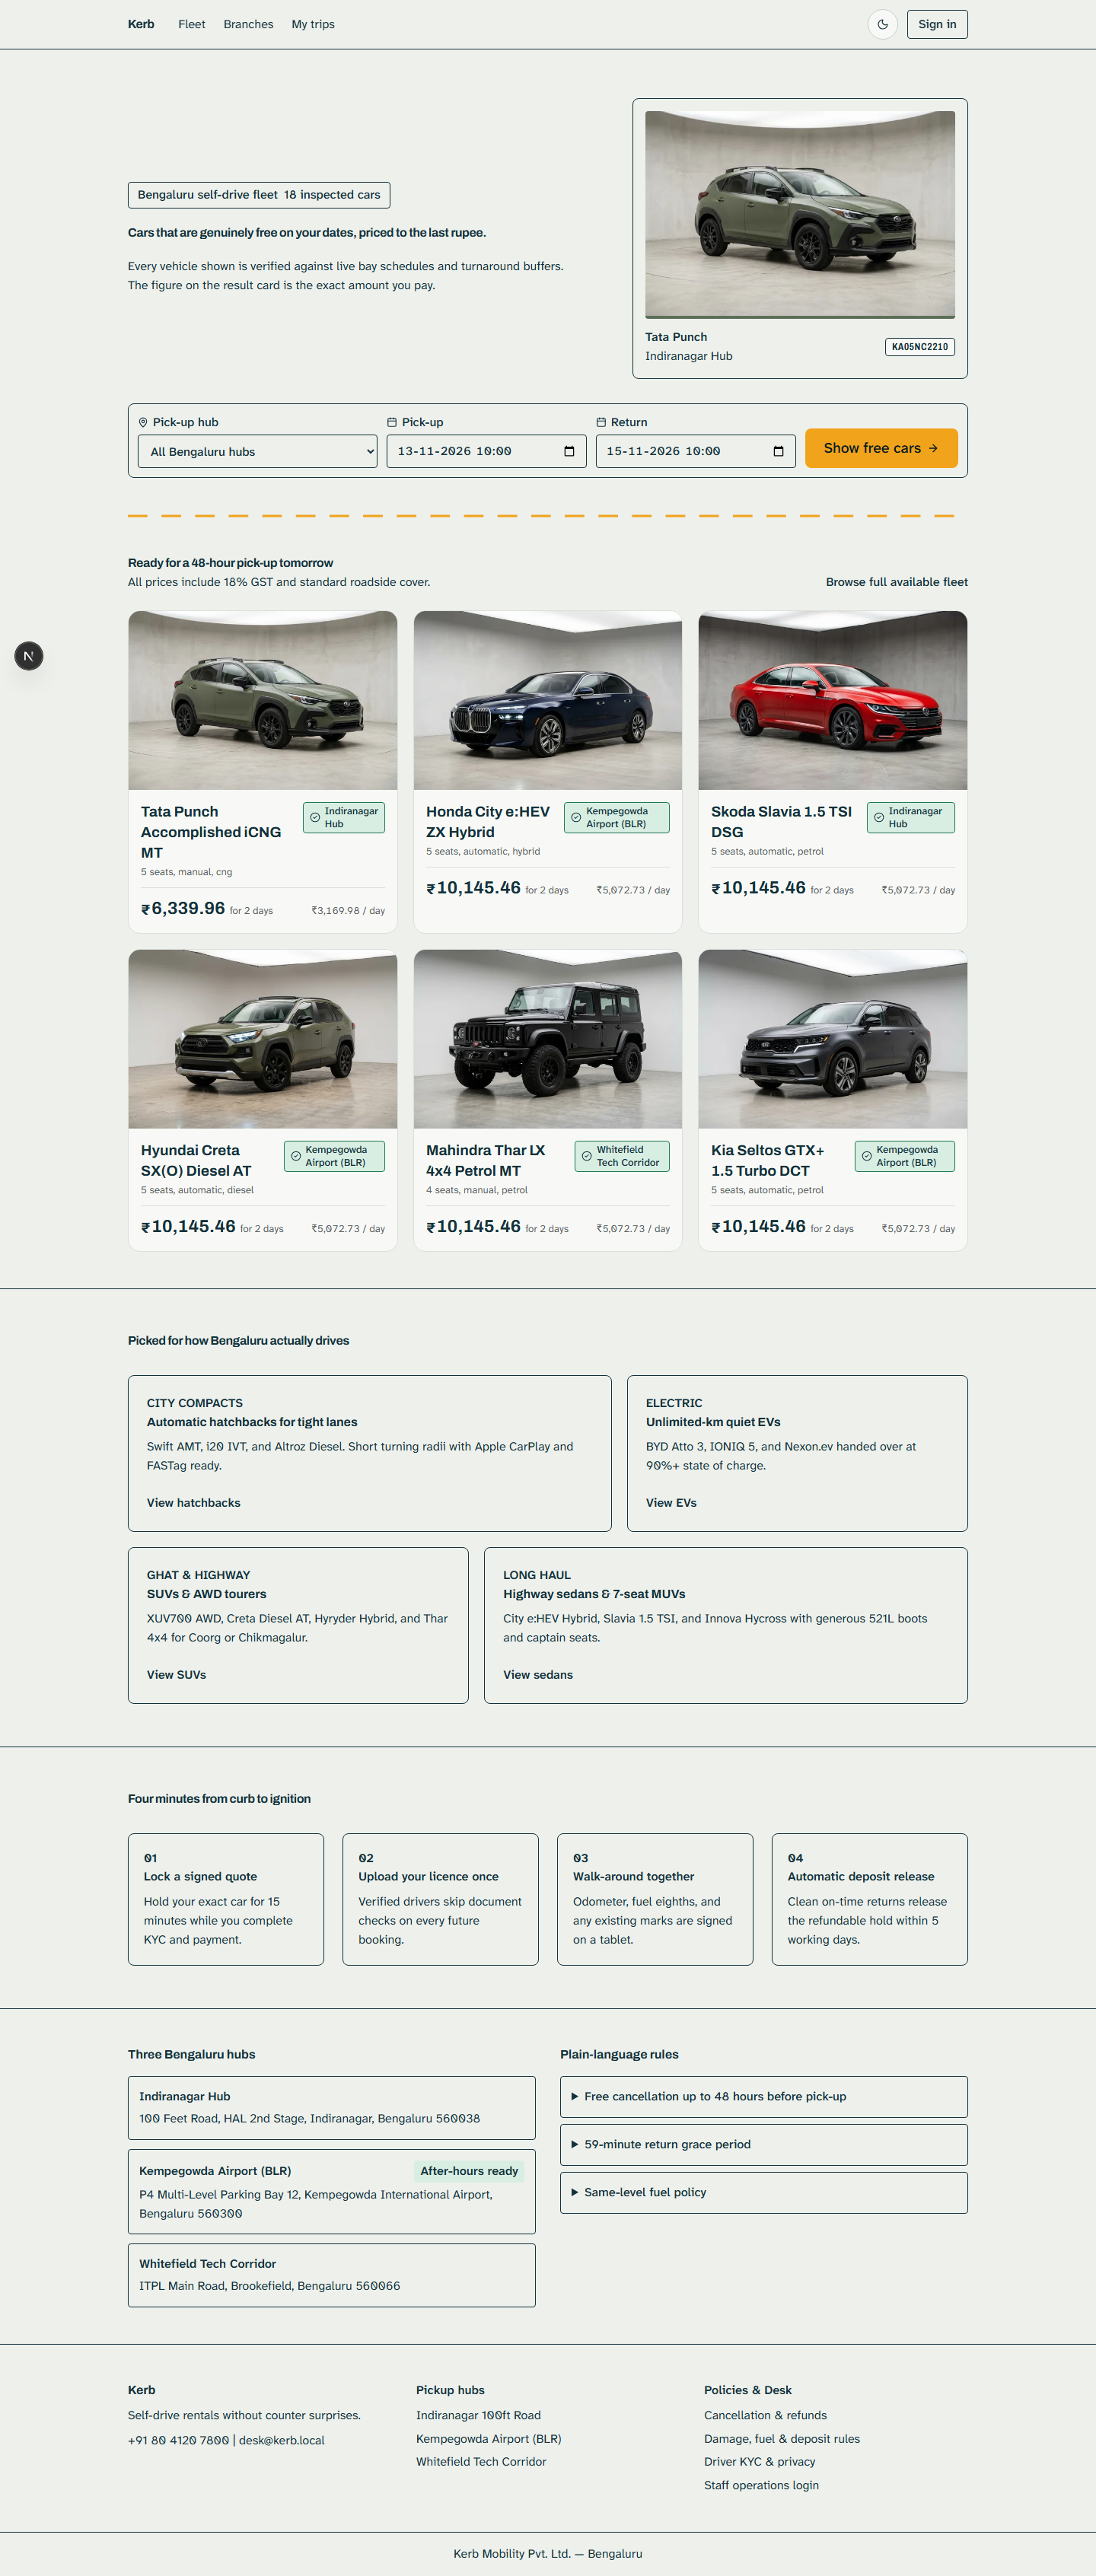 Kerb Fleet Branches My trips Sign in
Bengaluru self-drive fleet 18 inspected cars
Cars that are genuinely free on your dates, priced to the last rupee.
Every vehicle shown is verified against live bay schedules and turnaround buffers.
The figure on the result card is the exact amount you pay.
Tata Punch
Indiranagar Hub
KA05NC2210
Pick-up hub
All Bengaluru hubs
Pick-up
13-11-2026 10:00
Return
15-11-2026 10:00
Show free cars →
Ready for a 48-hour pick-up tomorrow
All prices include 18% GST and standard roadside cover.
Browse full available fleet
N
Tata Punch
Accomplished iCNG
MT
Indiranagar
Hub
5 seats, manual, cng
₹6,339.96 for 2 days ₹3,169.98 / day
Honda City e:HEV
ZX Hybrid
Kempegowda
Airport (BLR)
5 seats, automatic, hybrid
₹10,145.46 for 2 days ₹5,072.73 / day
Skoda Slavia 1.5 TSI
DSG
Indiranagar
Hub
5 seats, automatic, petrol
₹10,145.46 for 2 days ₹5,072.73 / day
Hyundai Creta
SX(O) Diesel AT
Kempegowda
Airport (BLR)
5 seats, automatic, diesel
₹10,145.46 for 2 days ₹5,072.73 / day
Mahindra Thar LX
4x4 Petrol MT
Whitefield
Tech Corridor
4 seats, manual, petrol
₹10,145.46 for 2 days ₹5,072.73 / day
Kia Seltos GTX+
1.5 Turbo DCT
Kempegowda
Airport (BLR)
5 seats, automatic, petrol
₹10,145.46 for 2 days ₹5,072.73 / day
Picked for how Bengaluru actually drives
CITY COMPACTS
Automatic hatchbacks for tight lanes
Swift AMT, i20 IVT, and Altroz Diesel. Short turning radii with Apple CarPlay and
FASTag ready.
View hatchbacks
ELECTRIC
Unlimited-km quiet EVs
BYD Atto 3, IONIQ 5, and Nexon.ev handed over at
90%+ state of charge.
View EVs
GHAT & HIGHWAY
SUVs & AWD tourers
XUV700 AWD, Creta Diesel AT, Hyryder Hybrid, and Thar
4x4 for Coorg or Chikmagalur.
View SUVs
LONG HAUL
Highway sedans & 7-seat MUVs
City e:HEV Hybrid, Slavia 1.5 TSI, and Innova Hycross with generous 521L boots
and captain seats.
View sedans
Four minutes from curb to ignition
01
Lock a signed quote
Hold your exact car for 15
minutes while you complete
KYC and payment.
02
Upload your licence once
Verified drivers skip document
checks on every future
booking.
03
Walk-around together
Odometer, fuel eighths, and
any existing marks are signed
on a tablet.
04
Automatic deposit release
Clean on-time returns release
the refundable hold within 5
working days.
Three Bengaluru hubs
Indiranagar Hub
100 Feet Road, HAL 2nd Stage, Indiranagar, Bengaluru 560038
Kempegowda Airport (BLR) After-hours ready
P4 Multi-Level Parking Bay 12, Kempegowda International Airport,
Bengaluru 560300
Whitefield Tech Corridor
ITPL Main Road, Brookefield, Bengaluru 560066
Plain-language rules
Free cancellation up to 48 hours before pick-up
59-minute return grace period
Same-level fuel policy
Kerb
Self-drive rentals without counter surprises.
+91 80 4120 7800 | desk@kerb.local
Pickup hubs
Indiranagar 100ft Road
Kempegowda Airport (BLR)
Whitefield Tech Corridor
Policies & Desk
Cancellation & refunds
Damage, fuel & deposit rules
Driver KYC & privacy
Staff operations login
Kerb Mobility Pvt. Ltd. — Bengaluru